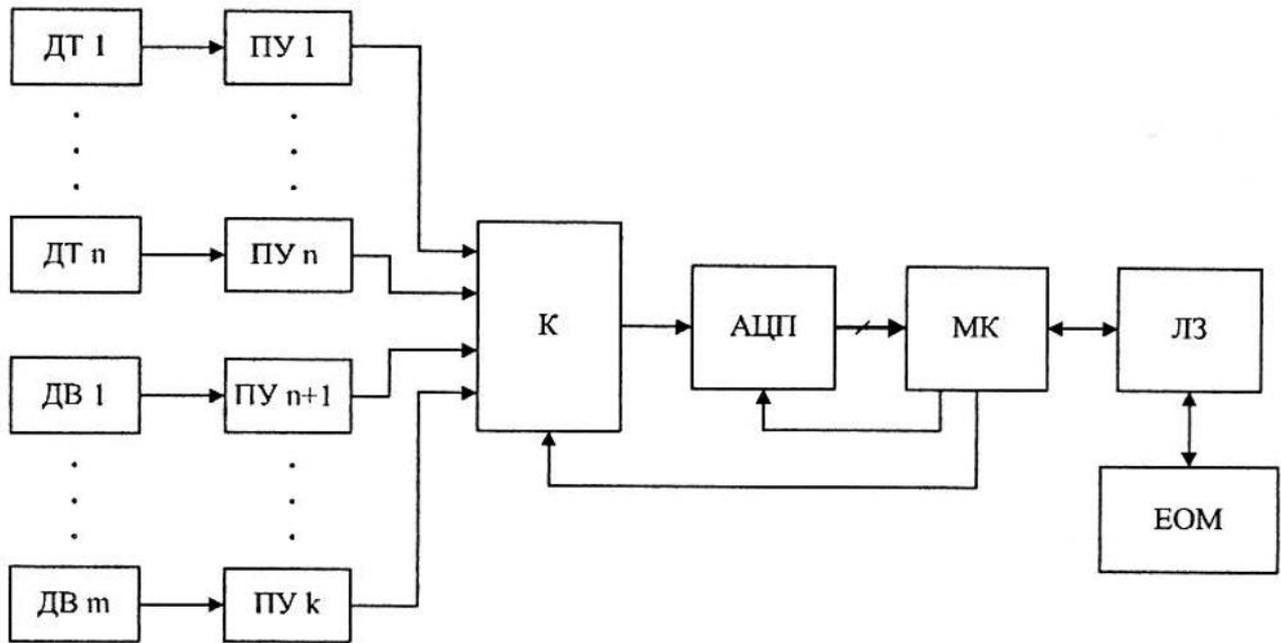 ДТ 1
ПУ 1
ДТ n
ПУ n
К
АЦП
МК
ЛЗ
ДВ 1
ПУ n+1
ЕОМ
ДВ m
ПУ k